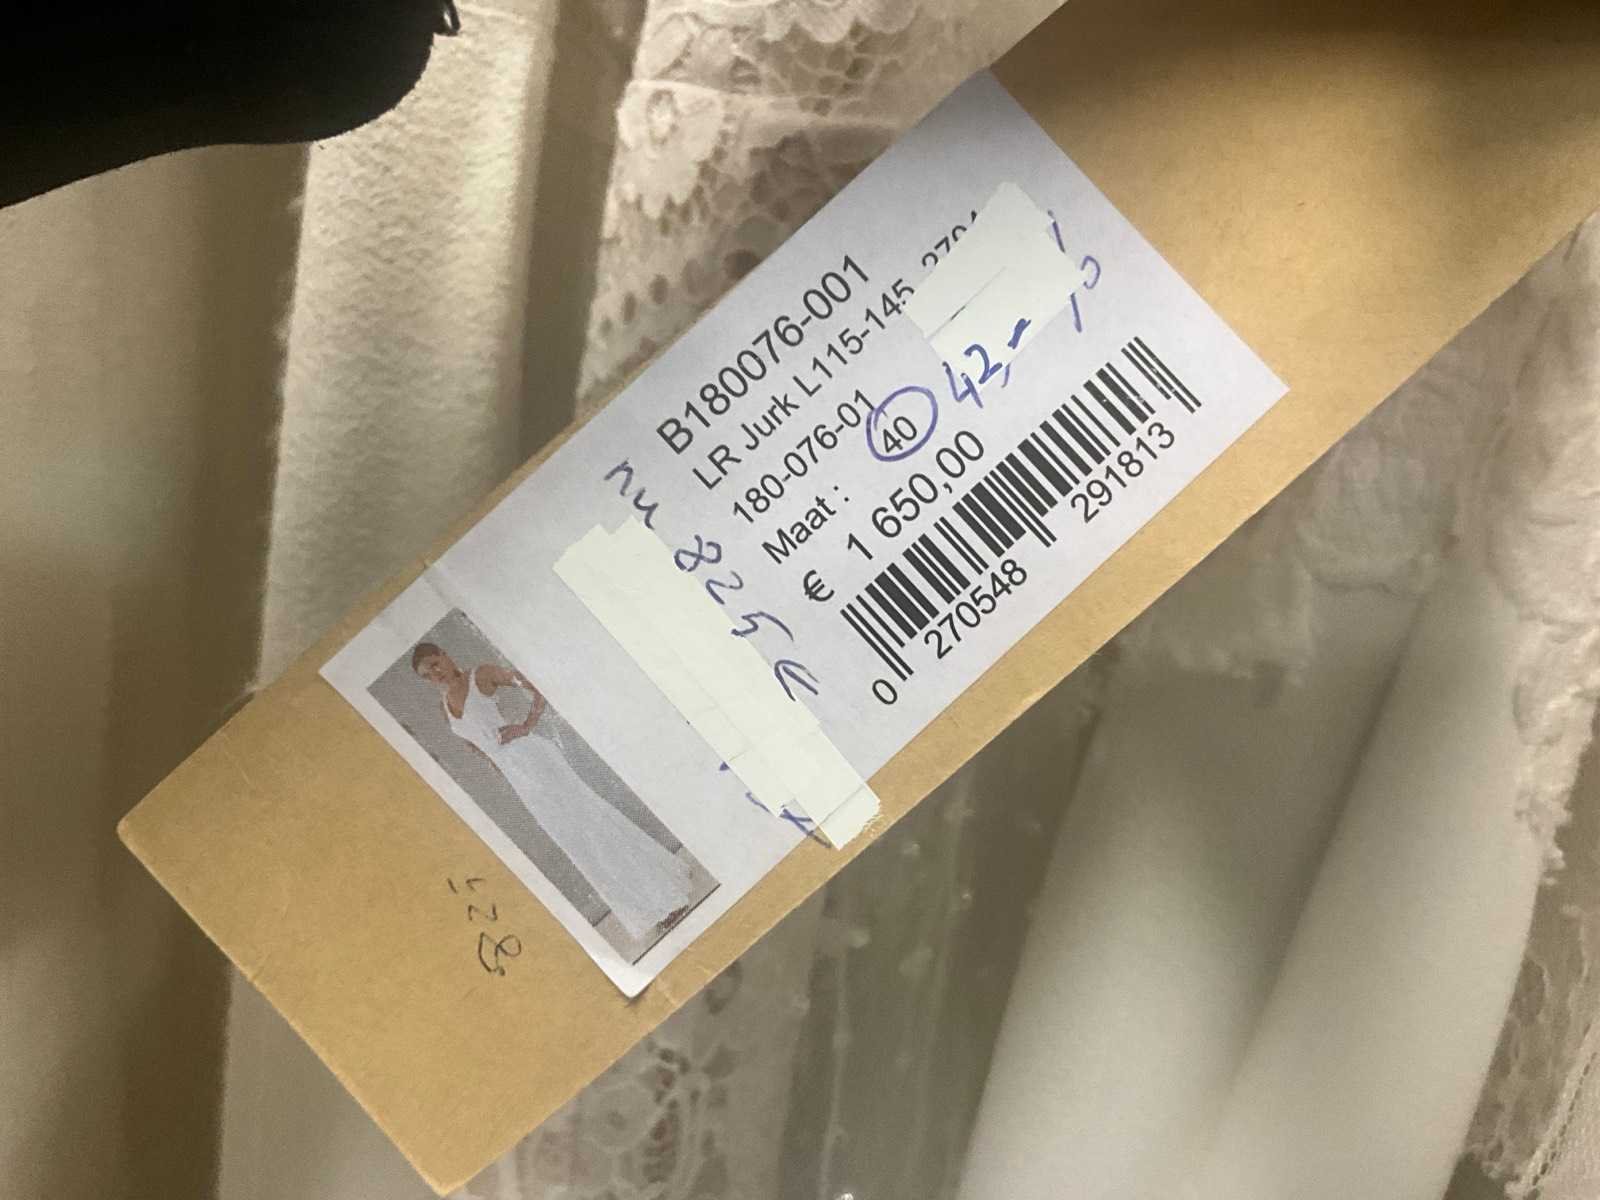 B180076-001
LR Jurk L115-145
180-076-01
Maat : 40 42,-
€ 1 650,00
0 270548 291813
nu 825
825